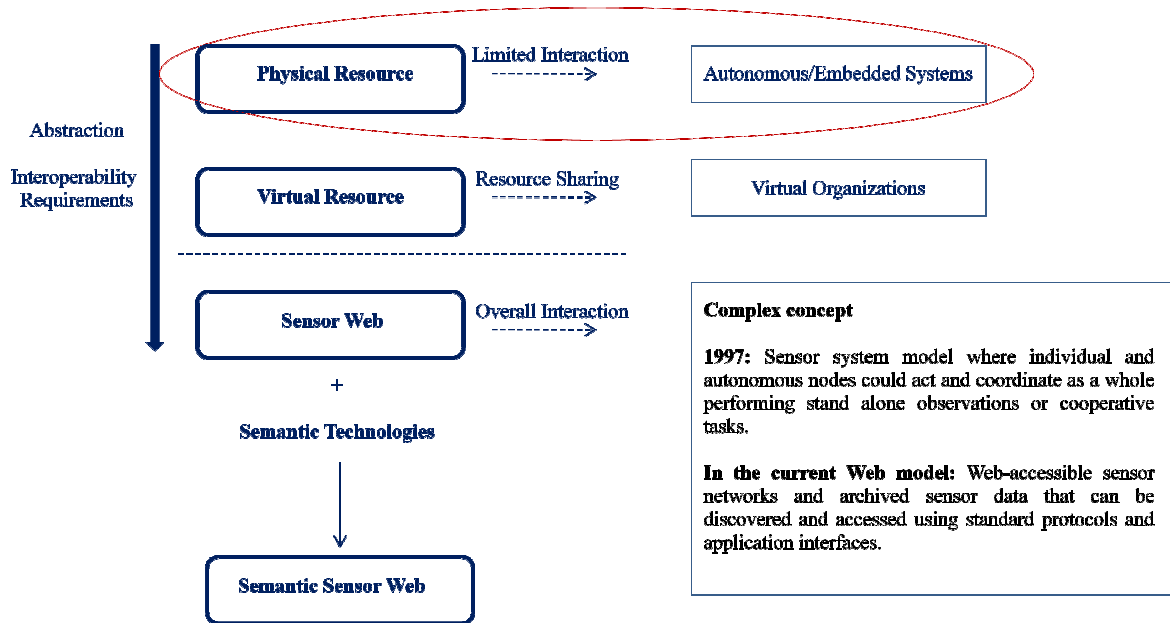 Physical Resource
Limited Interaction
Autonomous/Embedded Systems
Abstraction
Interoperability
Requirements
Virtual Resource
Resource Sharing
Virtual Organizations
Sensor Web
Overall Interaction
+
Semantic Technologies
Semantic Sensor Web
Complex concept
1997: Sensor system model where individual and
autonomous nodes could act and coordinate as a whole
performing stand alone observations or cooperative
tasks.
In the current Web model: Web-accessible sensor
networks and archived sensor data that can be
discovered and accessed using standard protocols and
application interfaces.